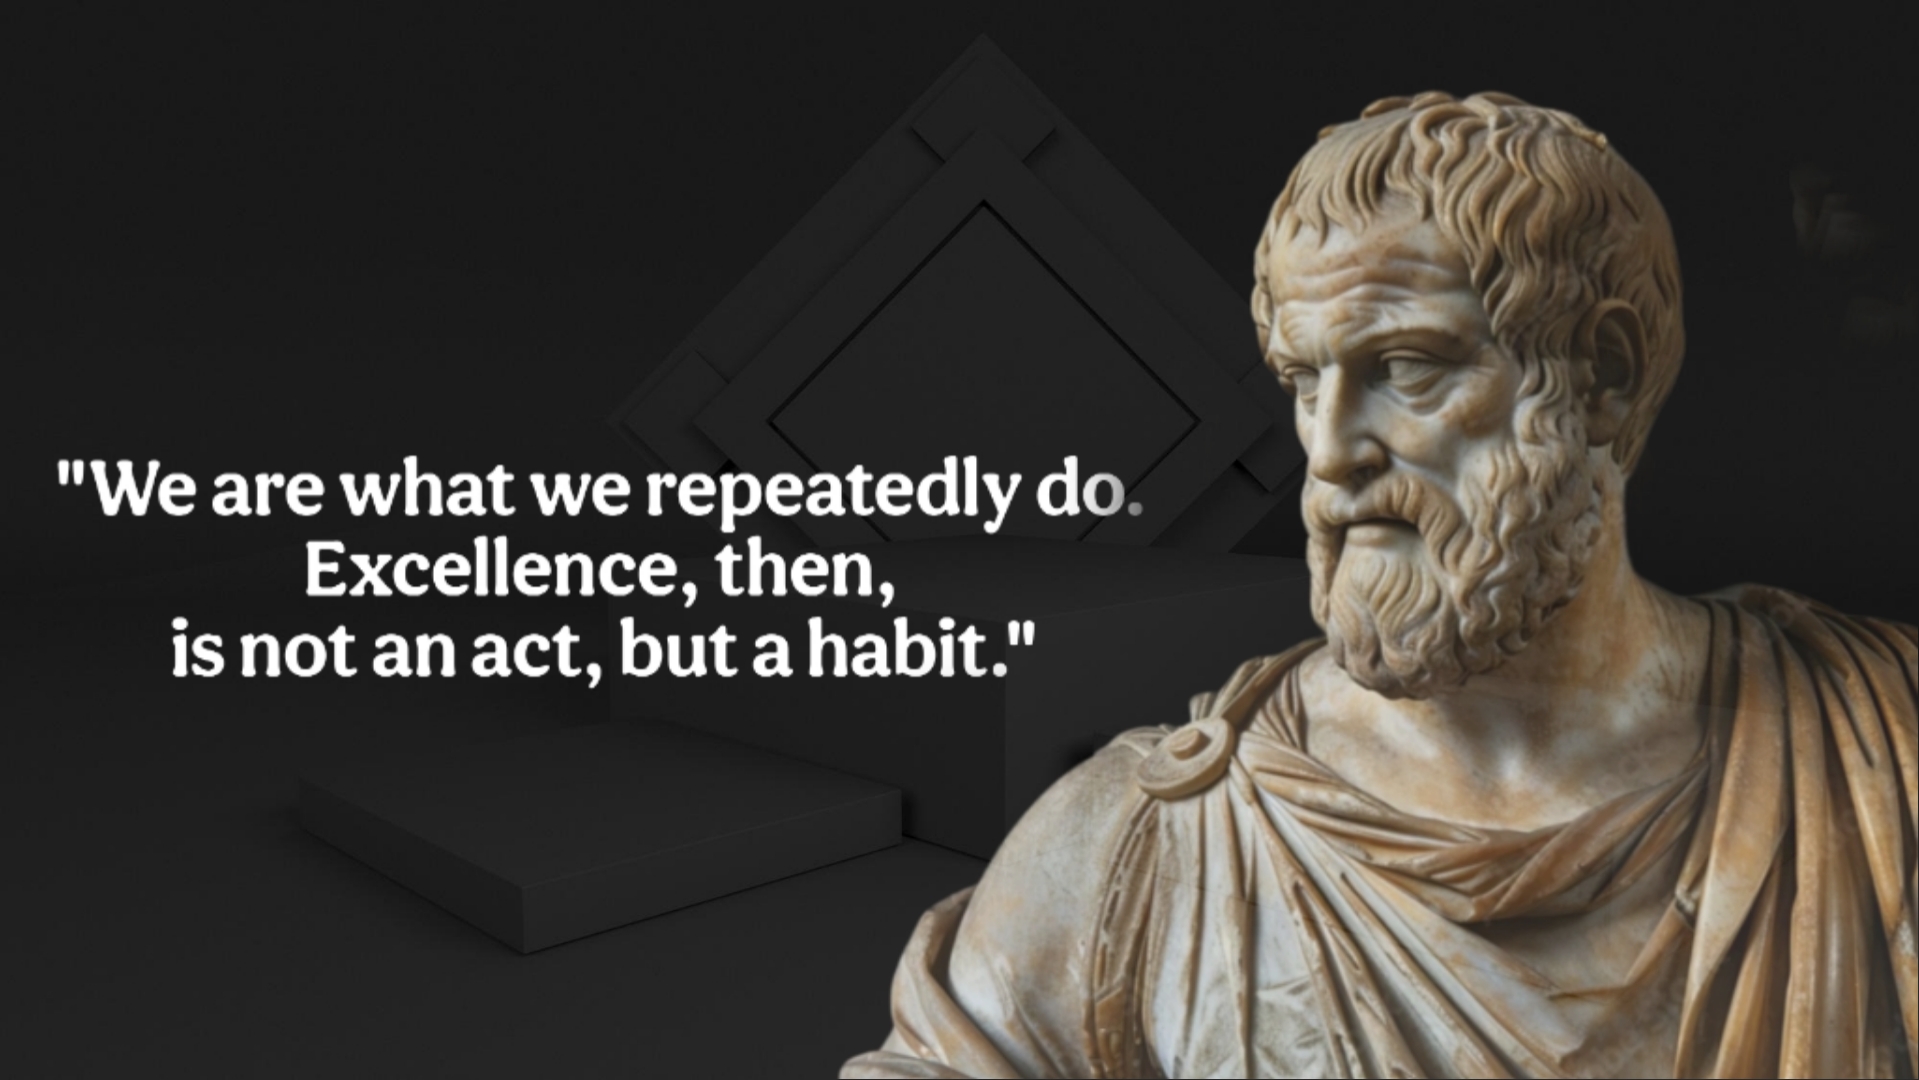 "We are what we repeatedly do.
Excellence, then,
is not an act, but a habit."